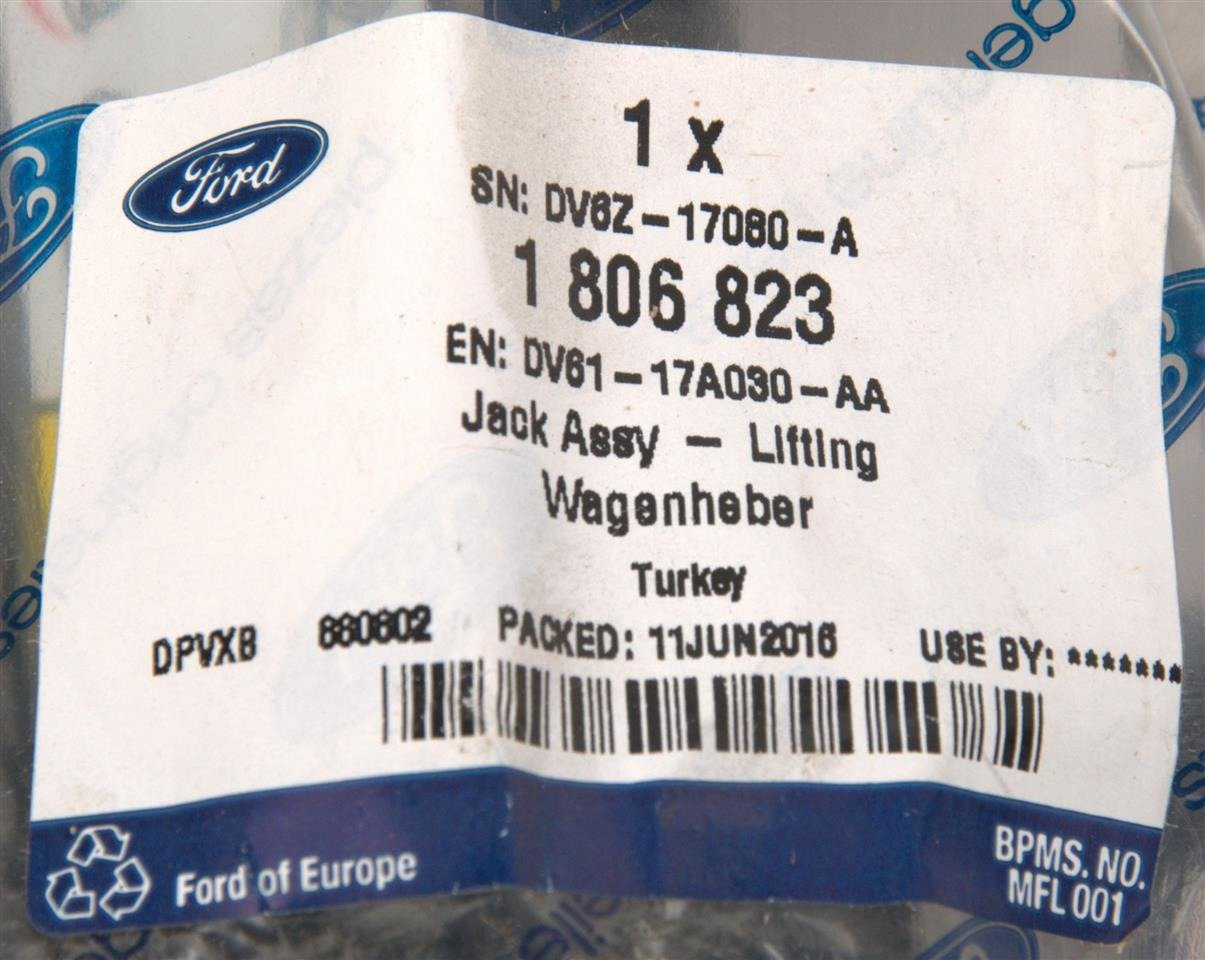 Ford
1 x
SN: DV6Z-17080-A
1 806 823
EN: DV61-17A030-AA
Jack Assy - Lifting
Wagenheber
Turkey
DPVXB 880802 PACKED: 11JUN2016 USE BY: *******
Ford of Europe
BPMS. NO.
MFL 001